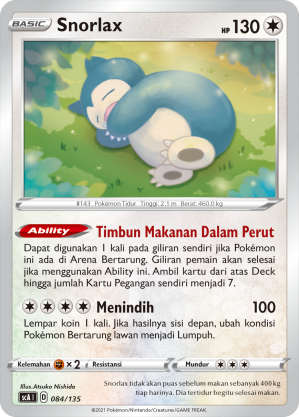 BASIC Snorlax HP 130
#143 Pokémon Tidur Tinggi: 2.1 m Berat: 460.0 kg
Ability Timbun Makanan Dalam Perut
Dapat digunakan 1 kali pada giliran sendiri jika Pokémon
ini ada di Arena Bertarung. Giliran pemain akan selesai
jika menggunakan Ability ini. Ambil kartu dari atas Deck
hingga jumlah Kartu Pegangan sendiri menjadi 7.
Menindih 100
Lempar koin 1 kali. Jika hasilnya sisi depan, ubah kondisi
Pokémon Bertarung lawan menjadi Lumpuh.
Kelemahan ×2 Resistansi Mundur
Illus. Atsuko Nishida
sc1 I D 084/135
Snorlax tidak akan puas sebelum makan sebanyak 400 kg
tiap harinya. Dia tertidur begitu selesai makan.
©2021 Pokémon/Nintendo/Creatures/GAME FREAK.